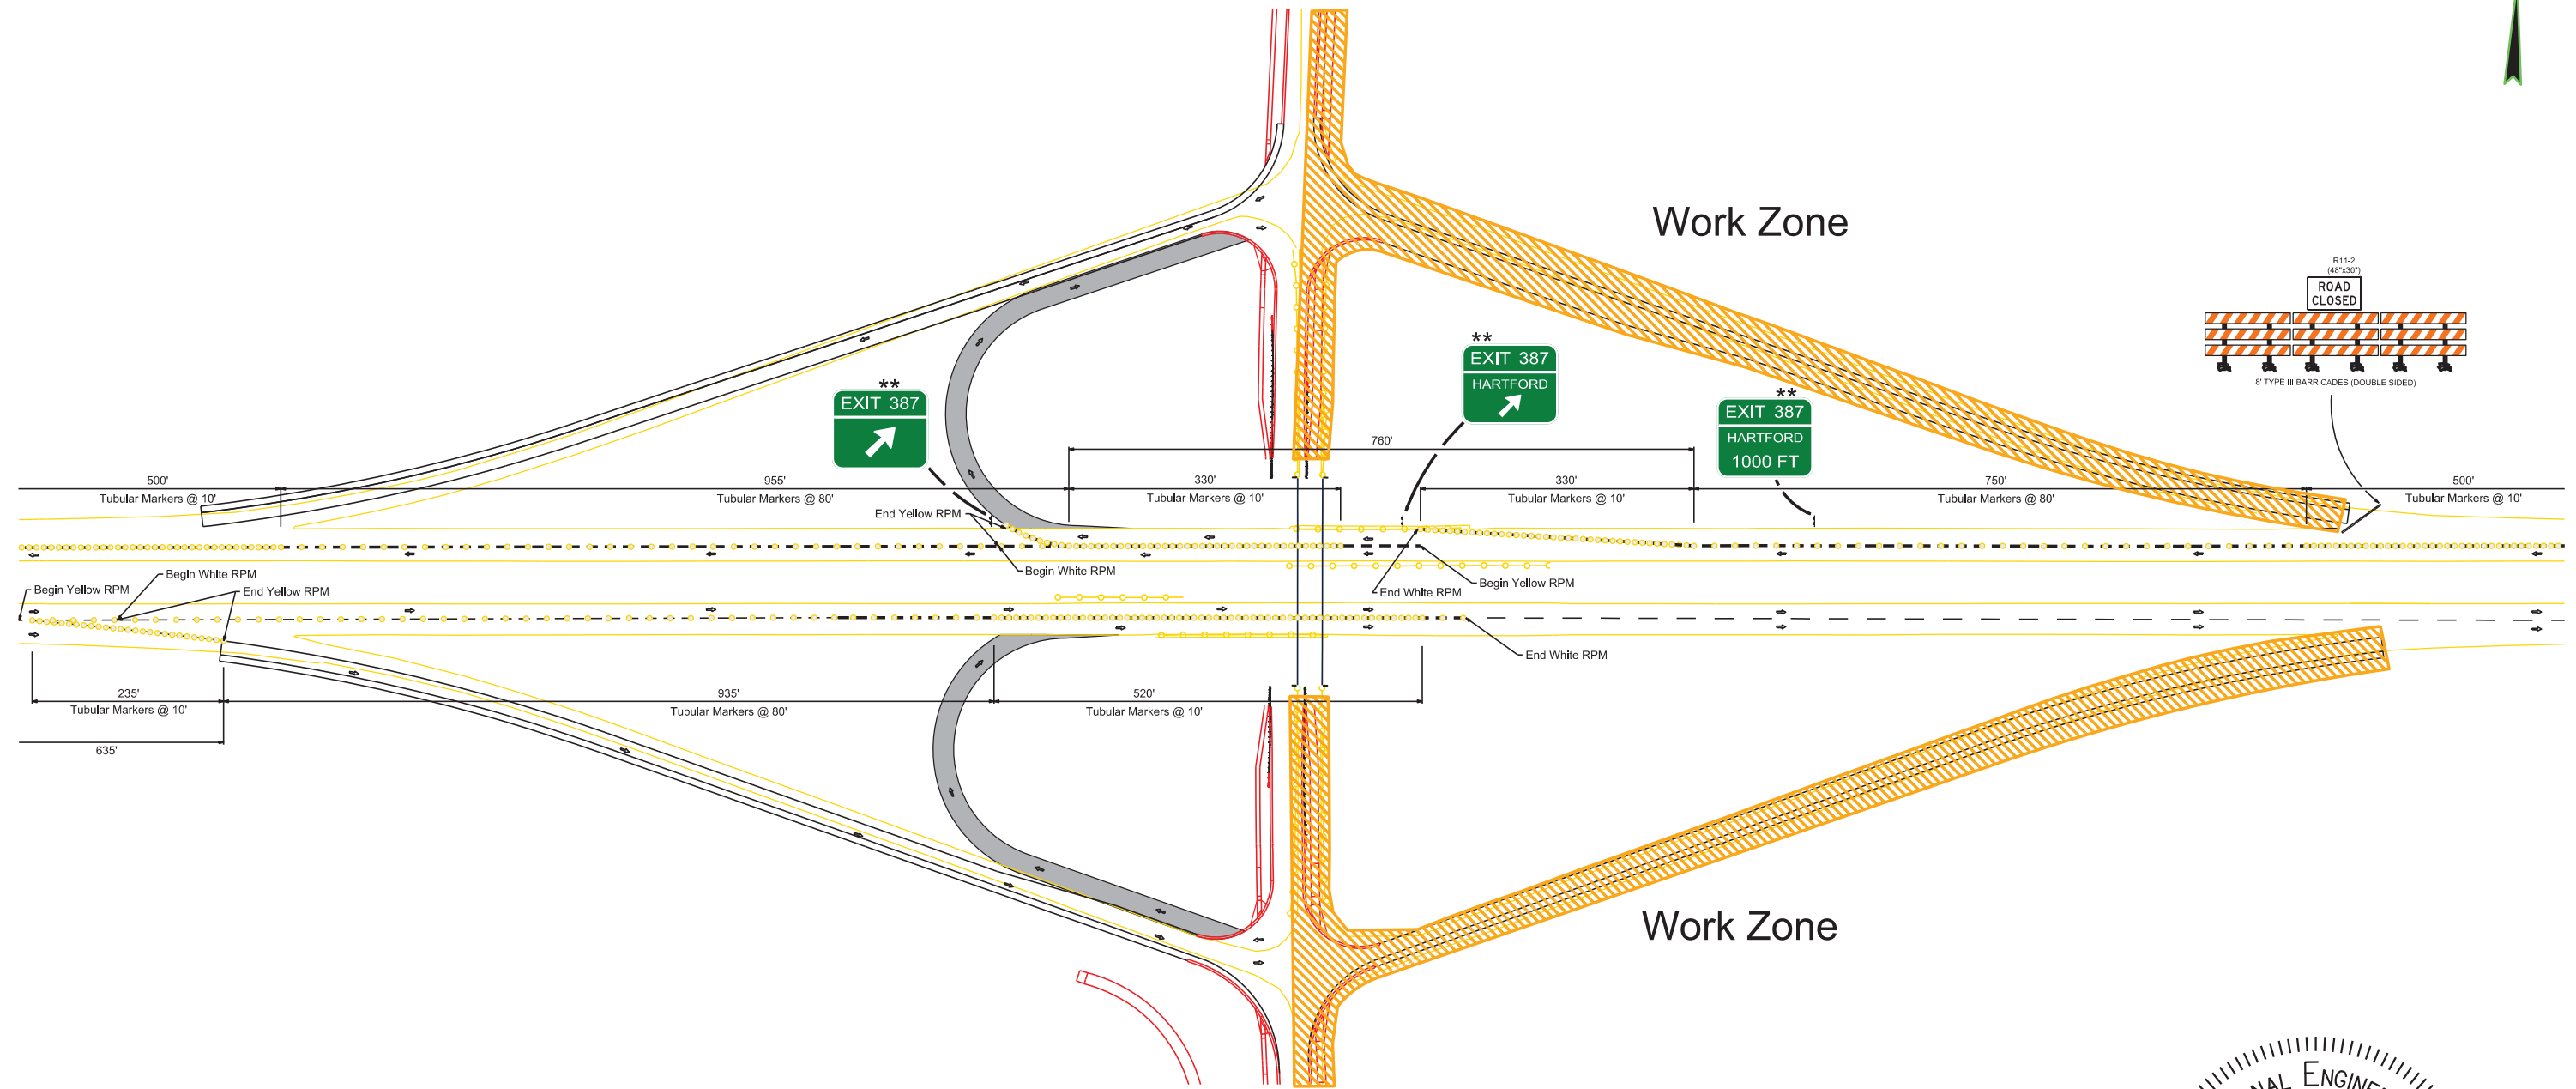 Work Zone
R11-2
(48"x30")
ROAD
CLOSED
8' TYPE III BARRICADES (DOUBLE SIDED)
**
EXIT 387
HARTFORD
**
EXIT 387
**
EXIT 387
HARTFORD
1000 FT
760'
500'
Tubular Markers @ 10'
955'
Tubular Markers @ 80'
330'
Tubular Markers @ 10'
330'
Tubular Markers @ 10'
750'
Tubular Markers @ 80'
500'
Tubular Markers @ 10'
End Yellow RPM
Begin White RPM
Begin White RPM
Begin Yellow RPM
End White RPM
Begin Yellow RPM
End Yellow RPM
End White RPM
235'
Tubular Markers @ 10'
935'
Tubular Markers @ 80'
520'
Tubular Markers @ 10'
635'
Work Zone